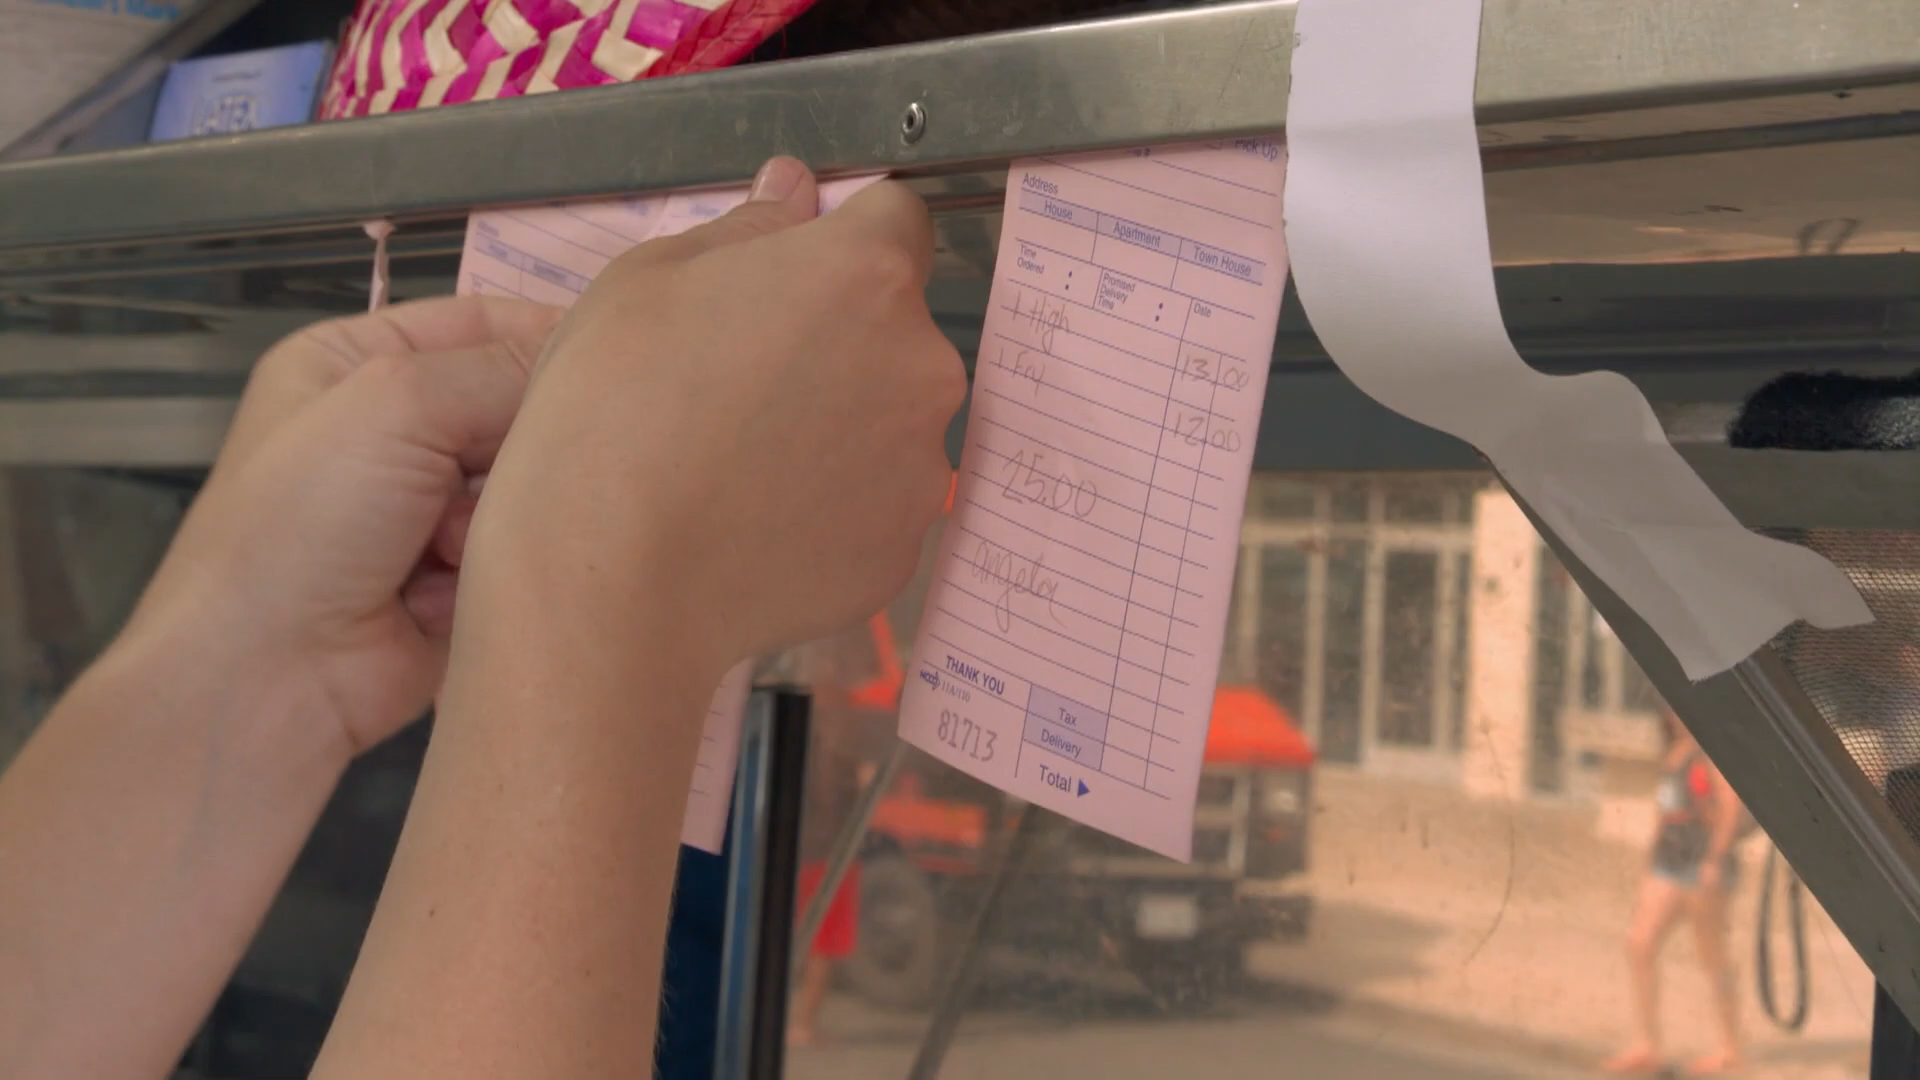 LATEX
Pick Up
Address
House Apartment Town House
Time Ordered : Promised Delivery Time : Date
1 High 13.00
1 Fry 12.00
25.00
angela
THANK YOU
Tax
81713 Delivery
Total